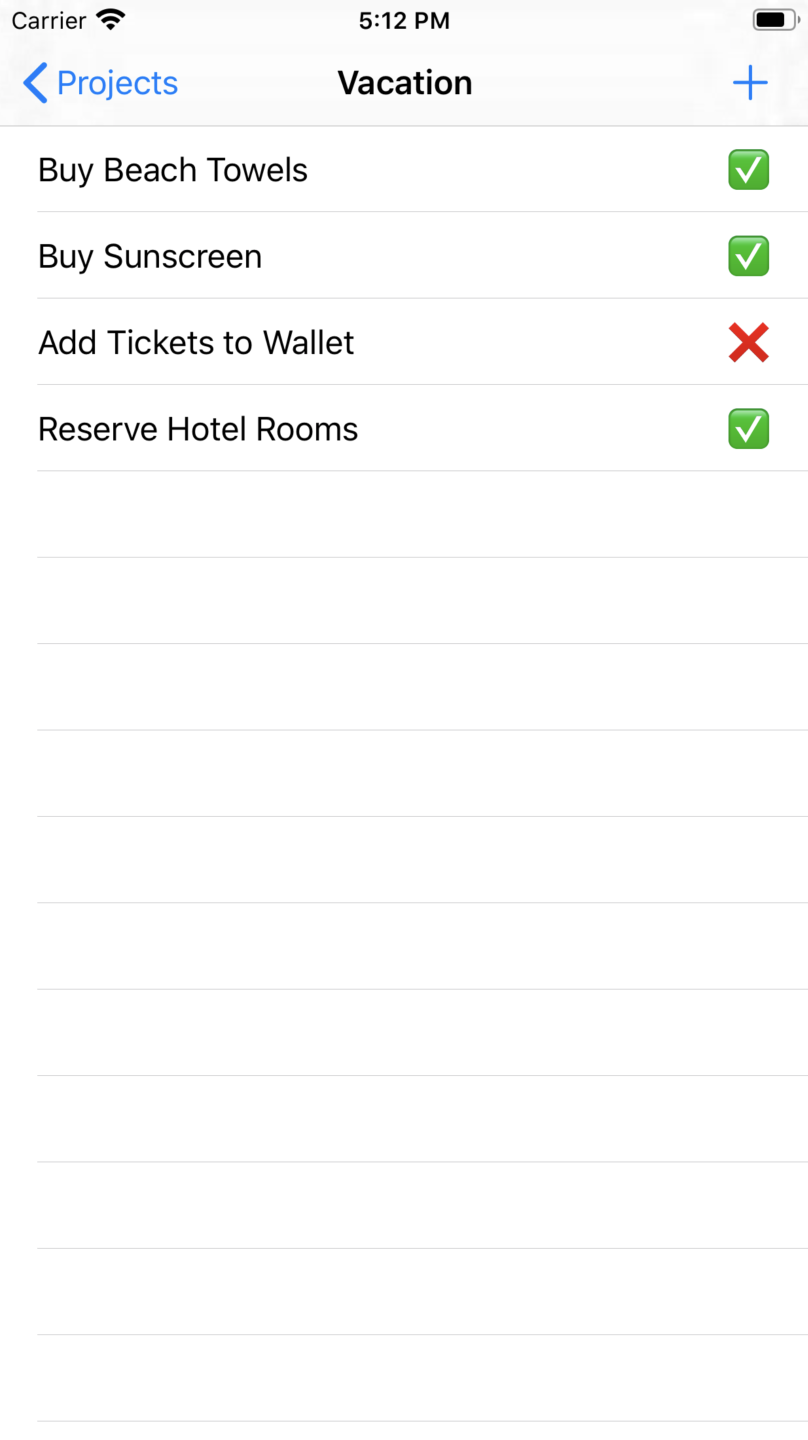 Carrier 5:12 PM
Projects Vacation +
Buy Beach Towels ✅
Buy Sunscreen ✅
Add Tickets to Wallet ❌
Reserve Hotel Rooms ✅